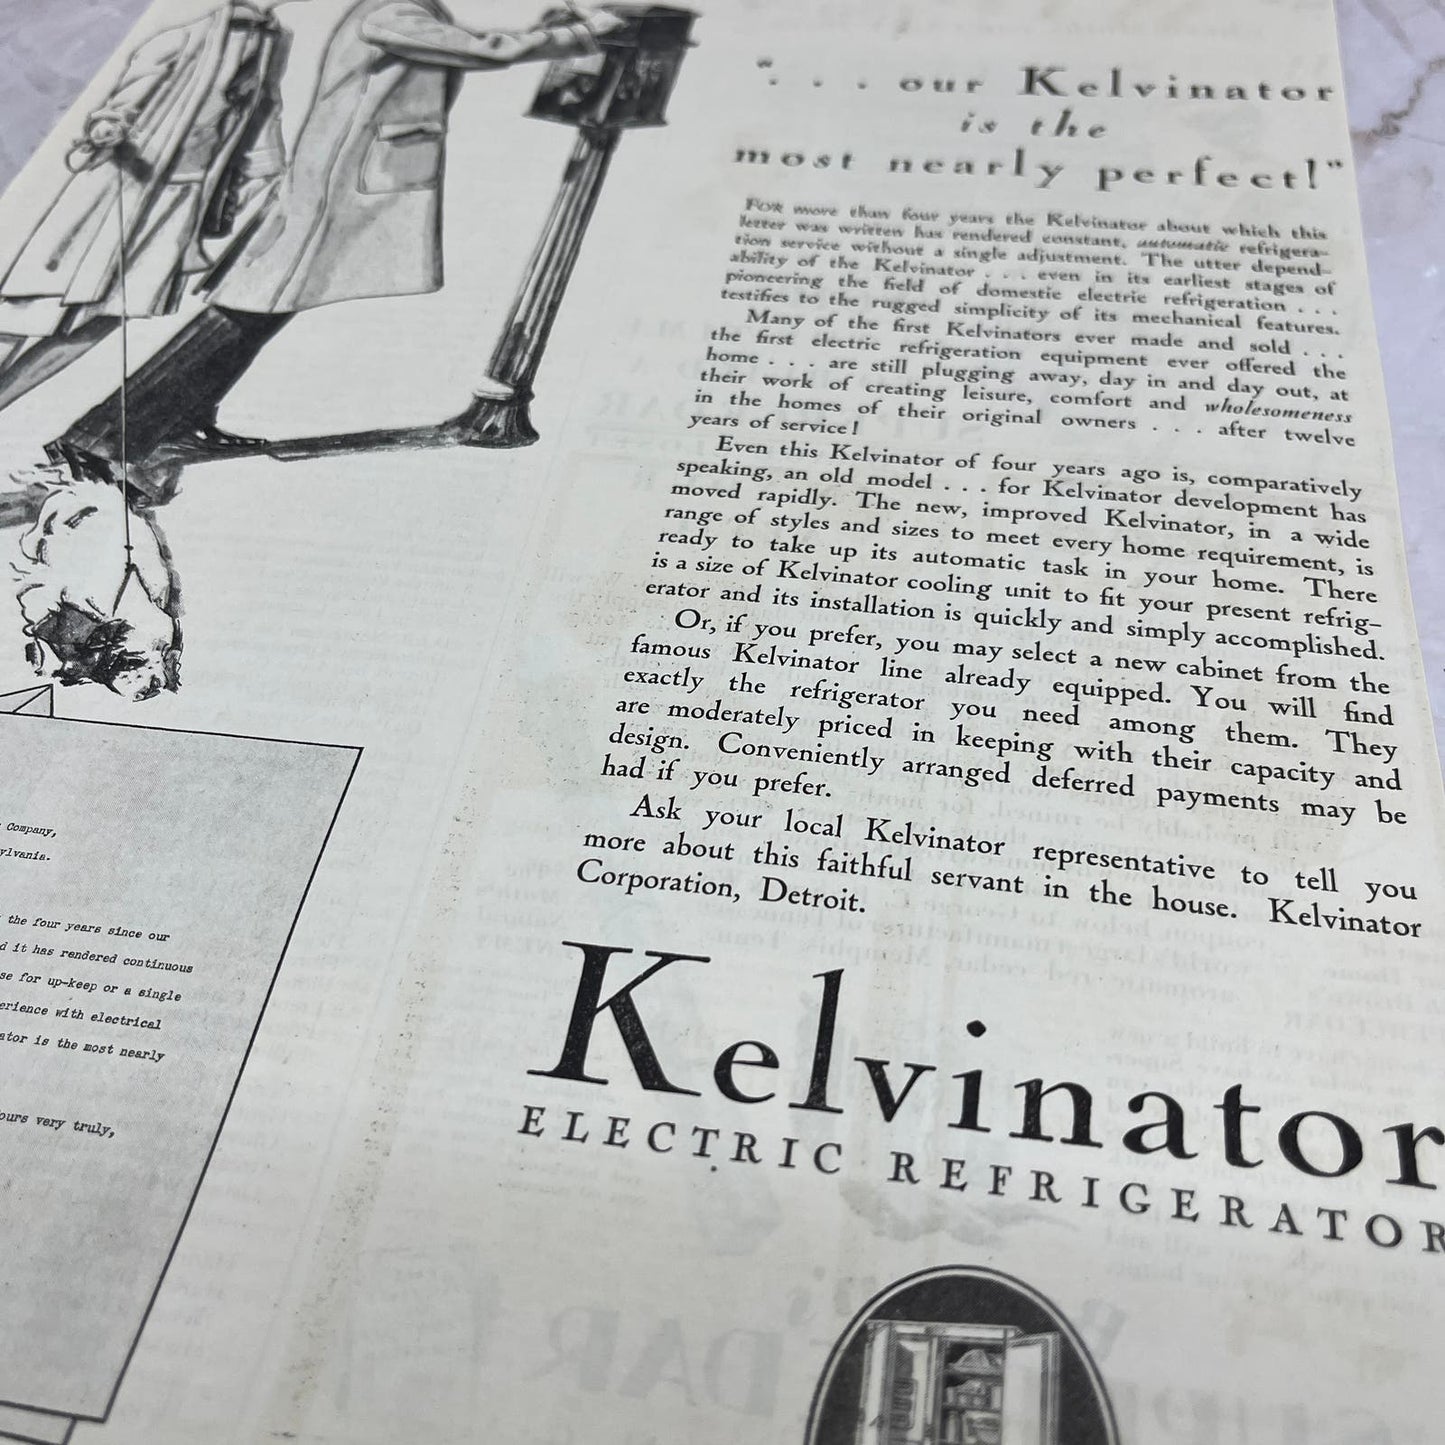 ". . . our Kelvinator
is the
most nearly perfect!"
FOR more than four years the Kelvinator about which this
letter was written has rendered constant, automatic refrigera-
tion service without a single adjustment. The utter depend-
ability of the Kelvinator . . . even in its earliest stages of
pioneering the field of domestic electric refrigeration . . .
testifies to the rugged simplicity of its mechanical features.
Many of the first Kelvinators ever made and sold . . .
the first electric refrigeration equipment ever offered the
home . . . are still plugging away, day in and day out, at
their work of creating leisure, comfort and wholesomeness
in the homes of their original owners . . . after twelve
years of service!
Even this Kelvinator of four years ago is, comparatively
speaking, an old model . . . for Kelvinator development has
moved rapidly. The new, improved Kelvinator, in a wide
range of styles and sizes to meet every home requirement, is
ready to take up its automatic task in your home. There
is a size of Kelvinator cooling unit to fit your present refrig-
erator and its installation is quickly and simply accomplished.
Or, if you prefer, you may select a new cabinet from the
famous Kelvinator line already equipped. You will find
exactly the refrigerator you need among them. They
are moderately priced in keeping with their capacity and
design. Conveniently arranged deferred payments may be
had if you prefer.
Ask your local Kelvinator representative to tell you
more about this faithful servant in the house. Kelvinator
Corporation, Detroit.
Kelvinator
ELECTRIC REFRIGERATOR
Company,
ylvania.
the four years since our
d it has rendered continuous
se for up-keep or a single
erience with electrical
ator is the most nearly
ours very truly,